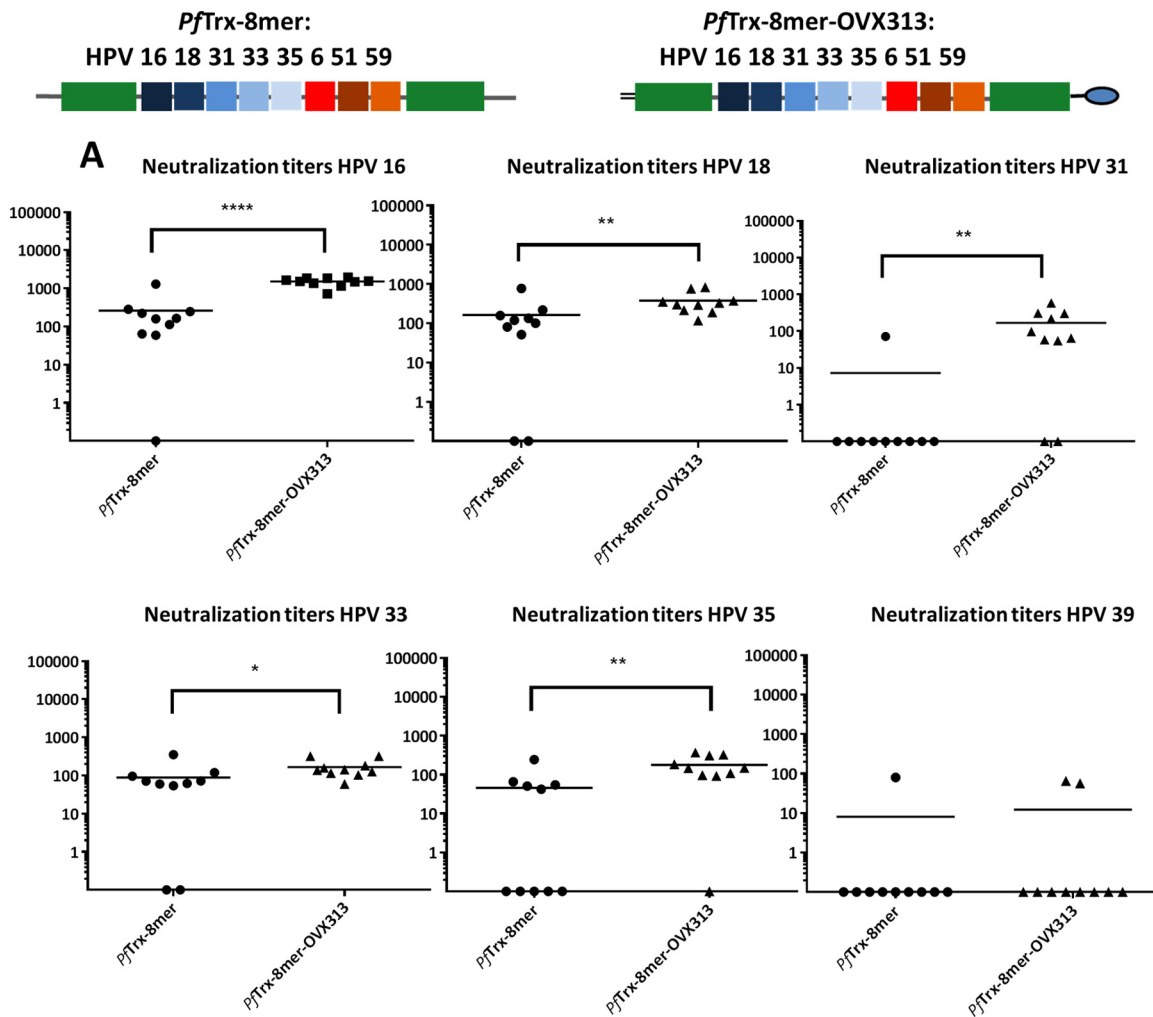 PfTrx-8mer:
HPV 16 18 31 33 35 6 51 59
PfTrx-8mer-OVX313:
HPV 16 18 31 33 35 6 51 59
A
Neutralization titers HPV 16
100000
10000
1000
100
10
1
****
PfTrx-8mer
PfTrx-8mer-OVX313
Neutralization titers HPV 18
100000
10000
1000
100
10
1
**
PfTrx-8mer
PfTrx-8mer-OVX313
Neutralization titers HPV 31
100000
10000
1000
100
10
1
**
PfTrx-8mer
PfTrx-8mer-OVX313
Neutralization titers HPV 33
100000
10000
1000
100
10
1
*
PfTrx-8mer
PfTrx-8mer-OVX313
Neutralization titers HPV 35
100000
10000
1000
100
10
1
**
PfTrx-8mer
PfTrx-8mer-OVX313
Neutralization titers HPV 39
100000
10000
1000
100
10
1
PfTrx-8mer
PfTrx-8mer-OVX313